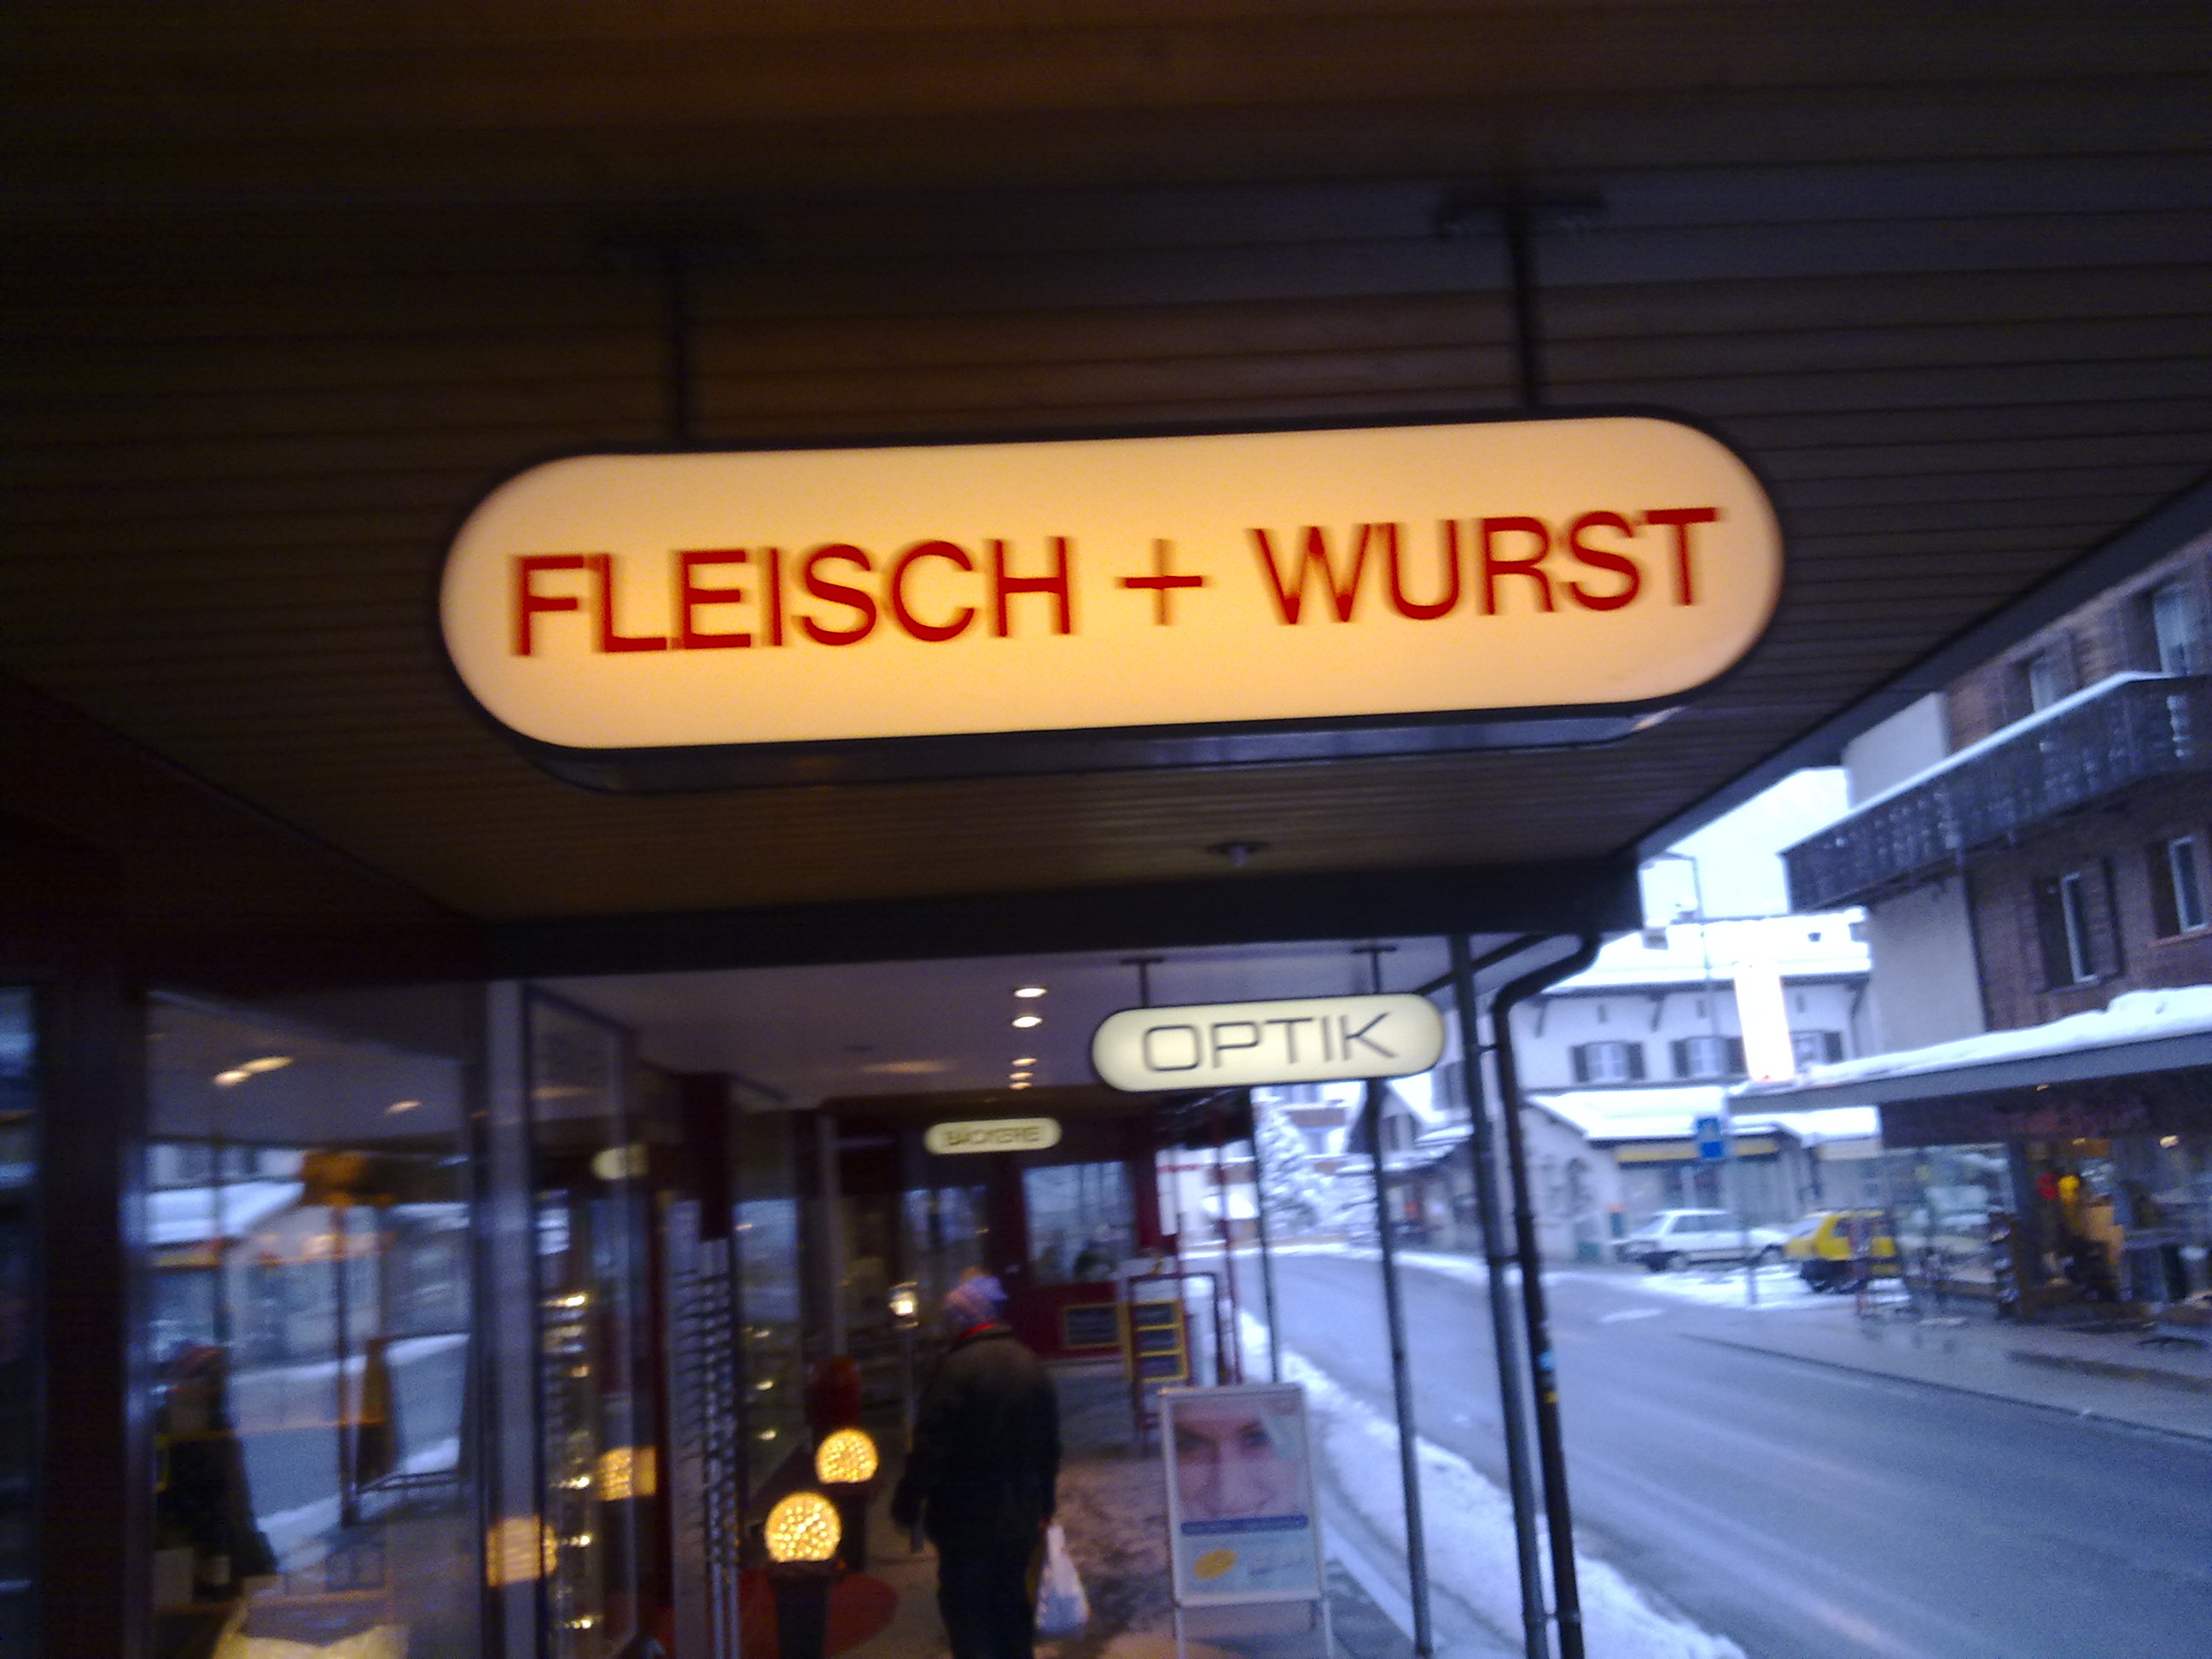 FLEISCH + WURST
OPTIK
BÄCKEREI